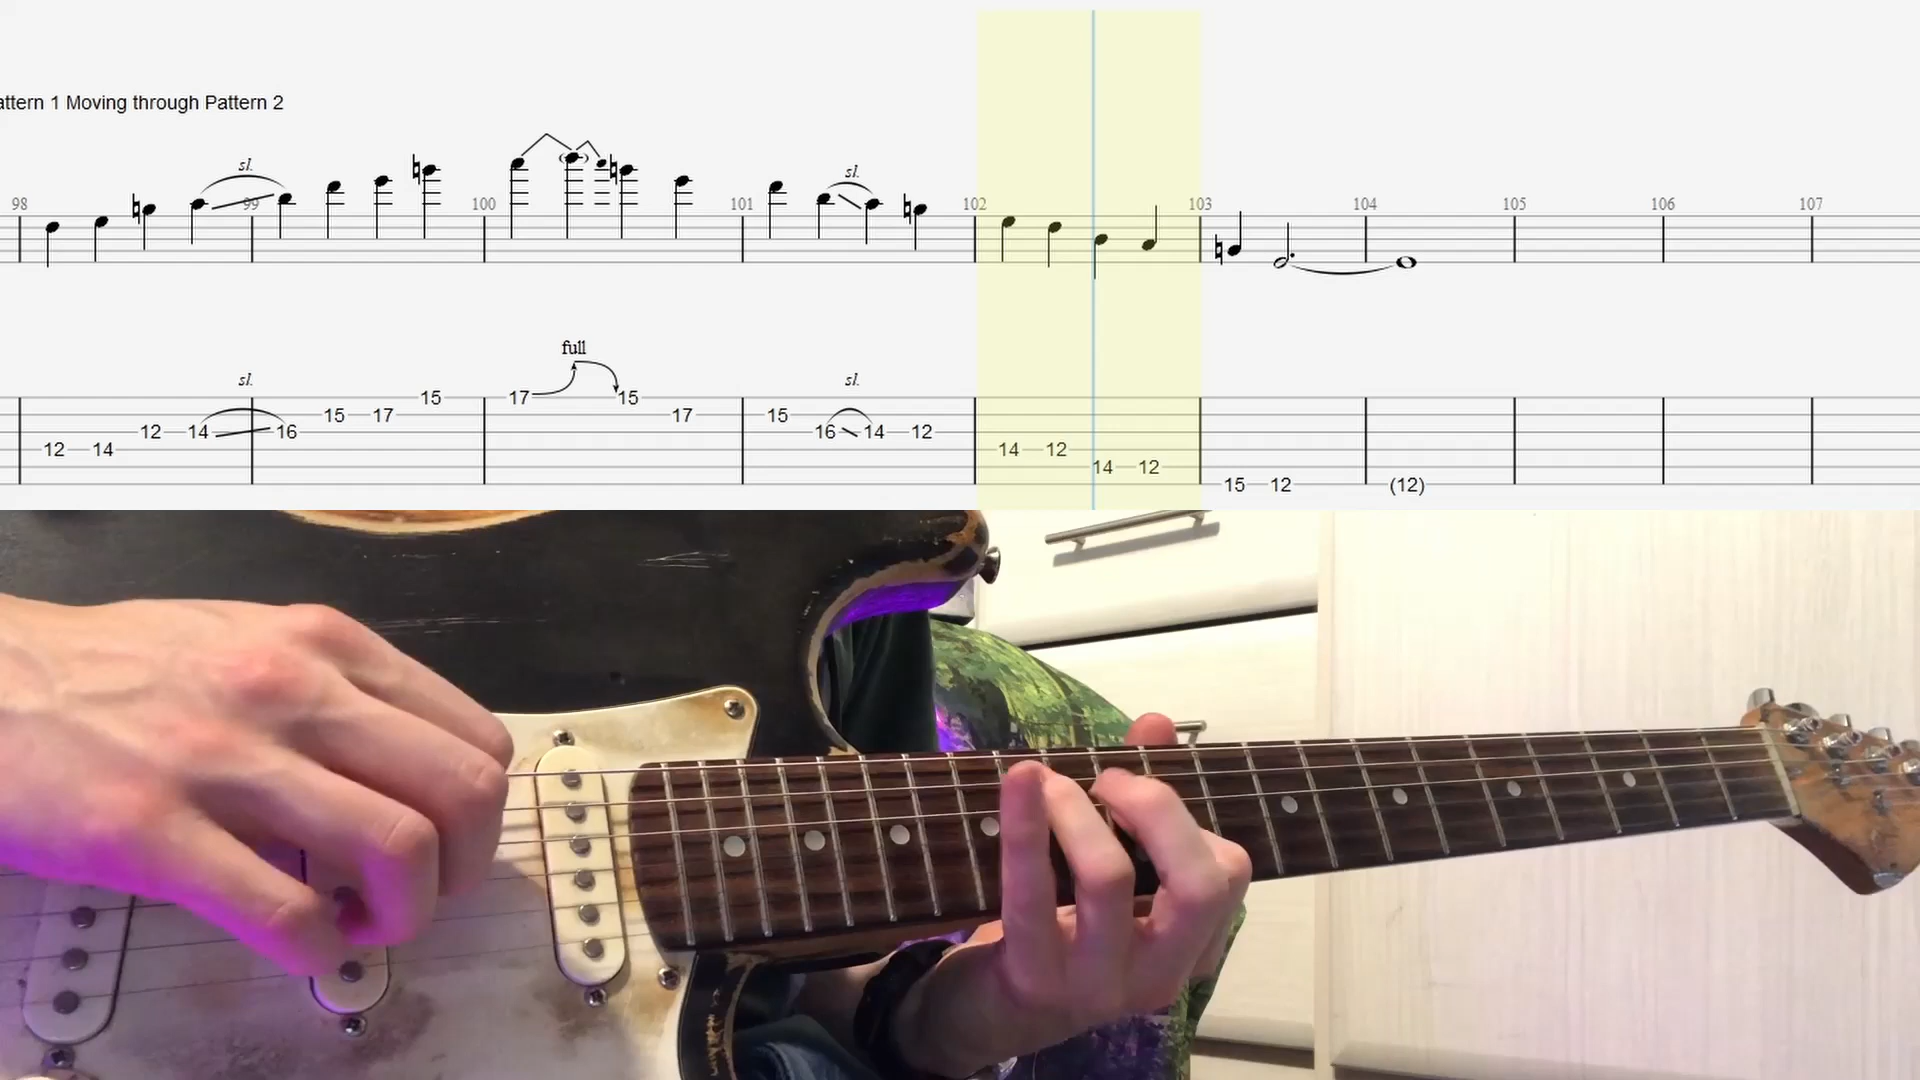 attern 1 Moving through Pattern 2
sl.
sl.
98 99 100 101 102 103 104 105 106 107
full
sl.
sl.
17 15
15
15 17 17 15
12 14 16 16 14 12
12 14 14 12
14 12
15 12 (12)